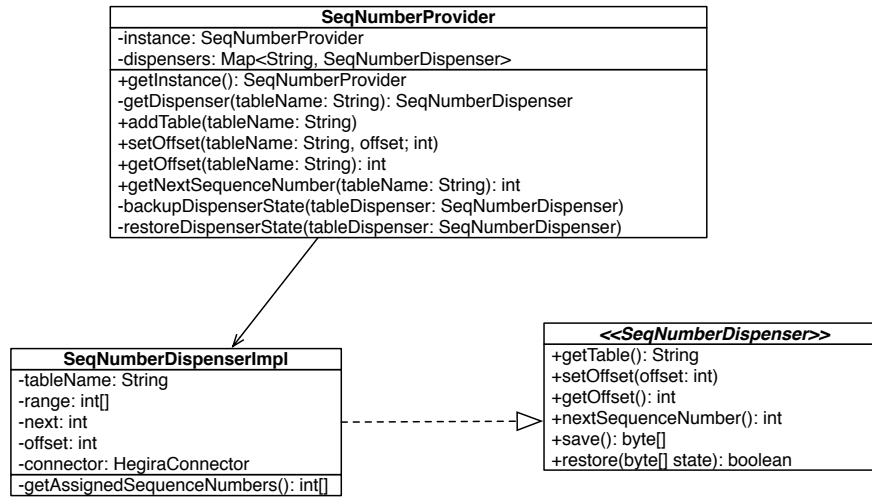 SeqNumberProvider
-instance: SeqNumberProvider
-dispensers: Map<String, SeqNumberDispenser>
+getInstance(): SeqNumberProvider
-getDispenser(tableName: String): SeqNumberDispenser
+addTable(tableName: String)
+setOffset(tableName: String, offset; int)
+getOffset(tableName: String): int
+getNextSequenceNumber(tableName: String): int
-backupDispenserState(tableDispenser: SeqNumberDispenser)
-restoreDispenserState(tableDispenser: SeqNumberDispenser)
SeqNumberDispenserImpl
-tableName: String
-range: int[]
-next: int
-offset: int
-connector: HegiraConnector
-getAssignedSequenceNumbers(): int[]
<<SeqNumberDispenser>>
+getTable(): String
+setOffset(offset: int)
+getOffset(): int
+nextSequenceNumber(): int
+save(): byte[]
+restore(byte[] state): boolean